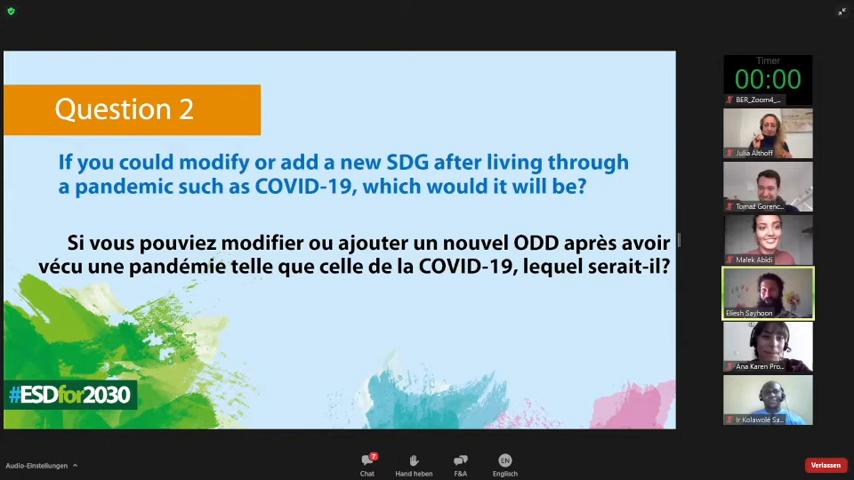 Question 2
If you could modify or add a new SDG after living through
a pandemic such as COVID-19, which would it will be?
Si vous pouviez modifier ou ajouter un nouvel ODD après avoir
vécu une pandémie telle que celle de la COVID-19, lequel serait-il?
#ESDfor2030
Timer
00:00
BER_Zoom4_...
Julia Althoff
Tomaž Gorenc...
Malek Abidi
Eliesh Sayhoon
Ana Karen Pro...
Ir Kolawolé Sa...
Audio-Einstellungen
7
Chat
Hand heben
F&A
EN
Englisch
Verlassen